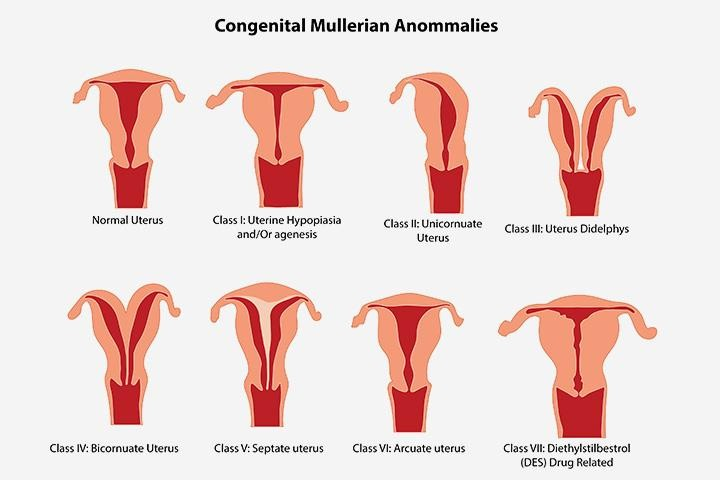 Congenital Mullerian Anommalies
Normal Uterus
Class I: Uterine Hypopiasia
and/Or agenesis
Class II: Unicornuate
Uterus
Class III: Uterus Didelphys
Class IV: Bicornuate Uterus
Class V: Septate uterus
Class VI: Arcuate uterus
Class VII: Diethylstilbestrol
(DES) Drug Related